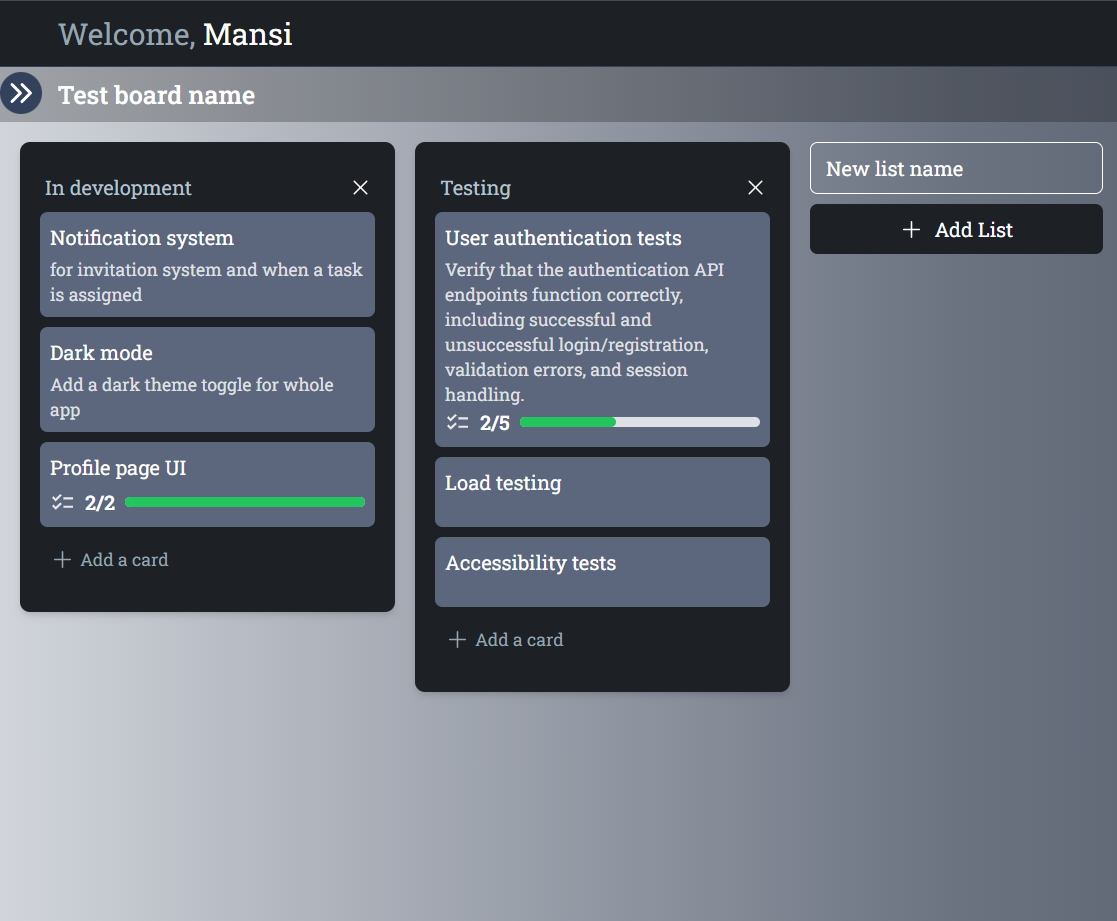 Welcome, Mansi
Test board name
In development
Notification system
for invitation system and when a task
is assigned
Dark mode
Add a dark theme toggle for whole
app
Profile page UI
2/2
Add a card
Testing
User authentication tests
Verify that the authentication API
endpoints function correctly,
including successful and
unsuccessful login/registration,
validation errors, and session
handling.
2/5
Load testing
Accessibility tests
Add a card
New list name
Add List